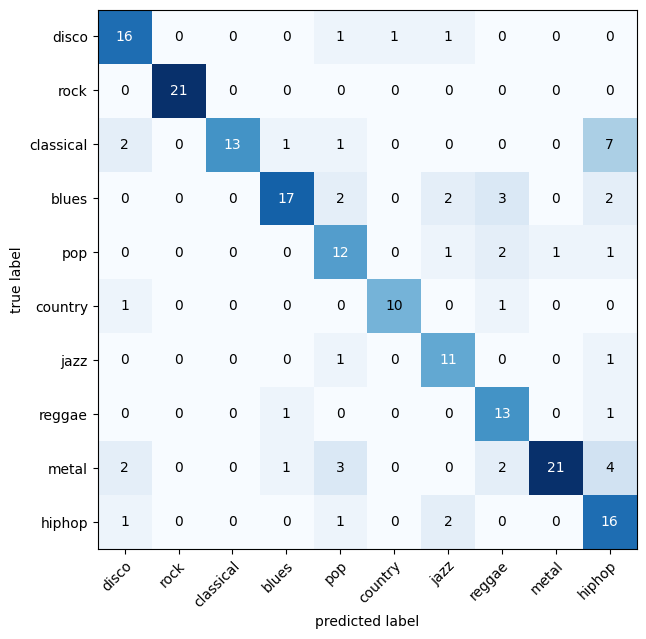 disco 16 0 0 0 1 1 1 0 0 0
rock 0 21 0 0 0 0 0 0 0 0
classical 2 0 13 1 1 0 0 0 0 7
blues 0 0 0 17 2 0 2 3 0 2
pop 0 0 0 0 12 0 1 2 1 1
country 1 0 0 0 0 10 0 1 0 0
jazz 0 0 0 0 1 0 11 0 0 1
reggae 0 0 0 1 0 0 0 13 0 1
metal 2 0 0 1 3 0 0 2 21 4
hiphop 1 0 0 0 1 0 2 0 0 16
true label
disco rock classical blues pop country jazz reggae metal hiphop
predicted label